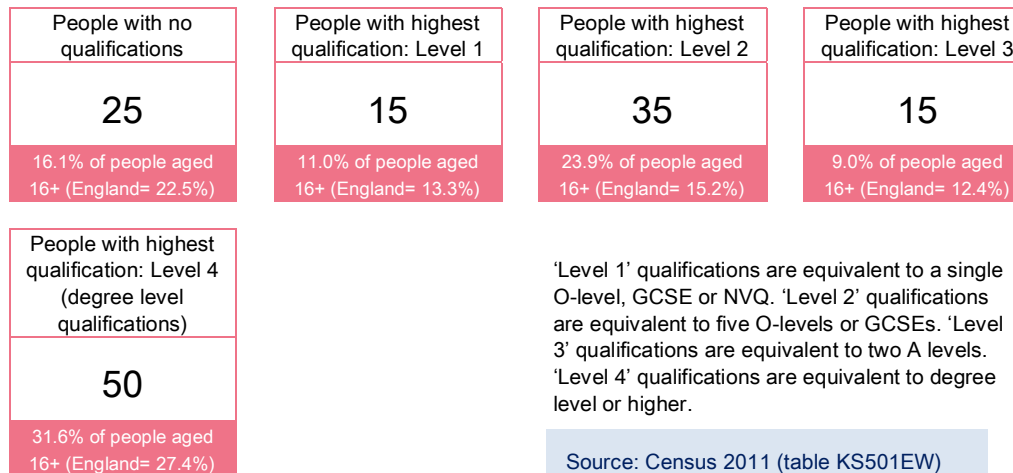 People with no
qualifications
25
16.1% of people aged
16+ (England= 22.5%)
People with highest
qualification: Level 1
15
11.0% of people aged
16+ (England= 13.3%)
People with highest
qualification: Level 2
35
23.9% of people aged
16+ (England= 15.2%)
People with highest
qualification: Level 3
15
9.0% of people aged
16+ (England= 12.4%)
People with highest
qualification: Level 4
(degree level
qualifications)
50
31.6% of people aged
16+ (England= 27.4%)
‘Level 1’ qualifications are equivalent to a single
O-level, GCSE or NVQ. ‘Level 2’ qualifications
are equivalent to five O-levels or GCSEs. ‘Level
3’ qualifications are equivalent to two A levels.
‘Level 4’ qualifications are equivalent to degree
level or higher.
Source: Census 2011 (table KS501EW)